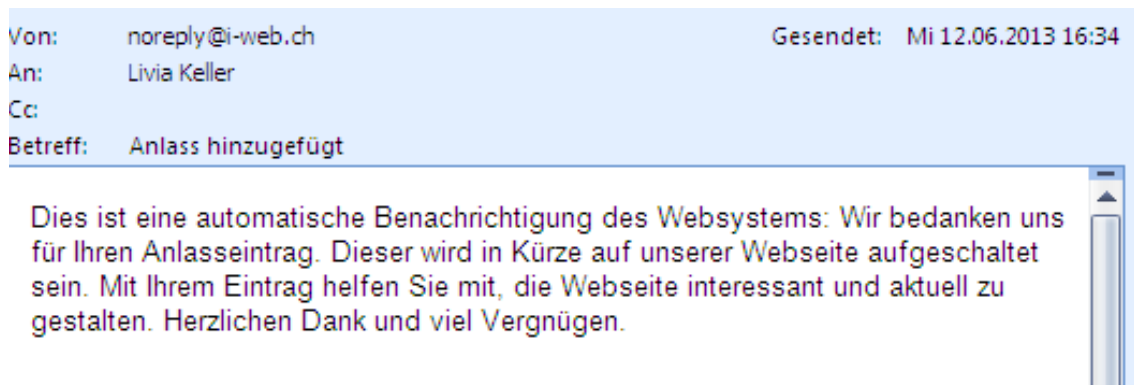 Von: noreply@i-web.ch Gesendet: Mi 12.06.2013 16:34
An: Livia Keller
Cc:
Betreff: Anlass hinzugefügt
Dies ist eine automatische Benachrichtigung des Websystems: Wir bedanken uns
für Ihren Anlasseintrag. Dieser wird in Kürze auf unserer Webseite aufgeschaltet
sein. Mit Ihrem Eintrag helfen Sie mit, die Webseite interessant und aktuell zu
gestalten. Herzlichen Dank und viel Vergnügen.